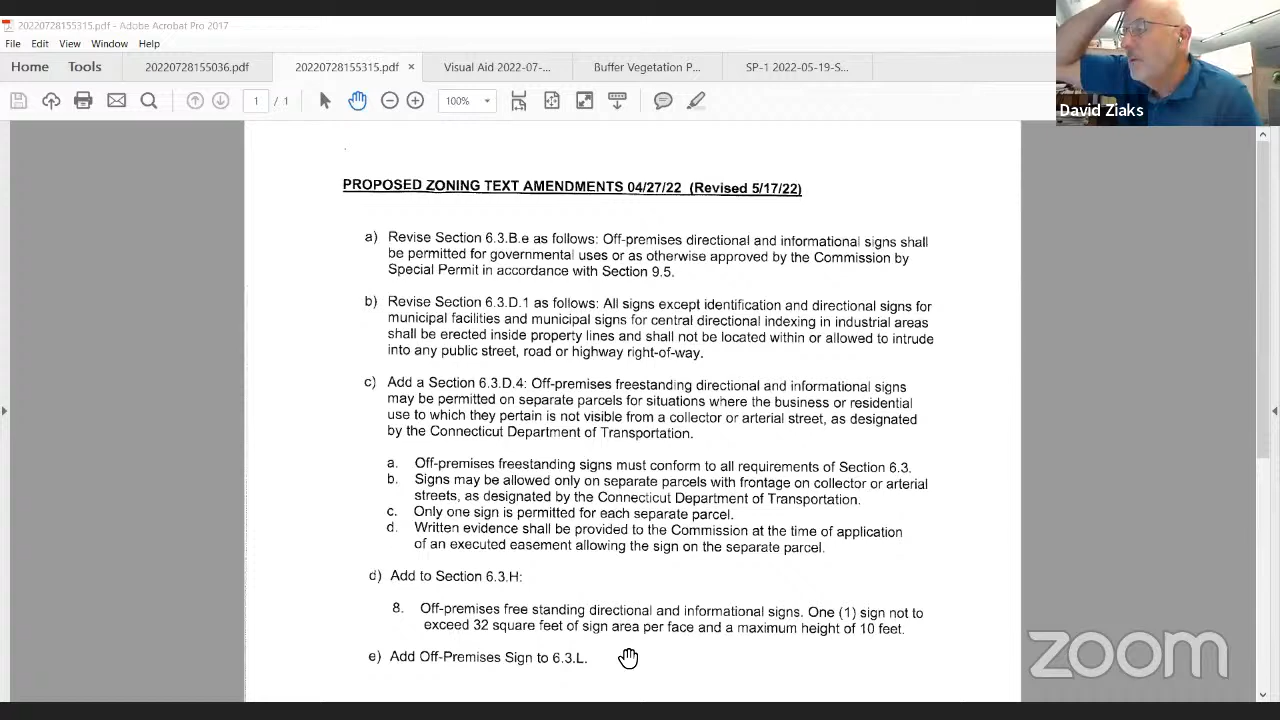 20220728155315.pdf - Adobe Acrobat Pro 2017
File Edit View Window Help
Home Tools 20220728155036.pdf 20220728155315.pdf × Visual Aid 2022-07-... Buffer Vegetation P... SP-1 2022-05-19-S...
1 / 1 100%
David Ziaks
PROPOSED ZONING TEXT AMENDMENTS 04/27/22 (Revised 5/17/22)
a) Revise Section 6.3.B.e as follows: Off-premises directional and informational signs shall
be permitted for governmental uses or as otherwise approved by the Commission by
Special Permit in accordance with Section 9.5.
b) Revise Section 6.3.D.1 as follows: All signs except identification and directional signs for
municipal facilities and municipal signs for central directional indexing in industrial areas
shall be erected inside property lines and shall not be located within or allowed to intrude
into any public street, road or highway right-of-way.
c) Add a Section 6.3.D.4: Off-premises freestanding directional and informational signs
may be permitted on separate parcels for situations where the business or residential
use to which they pertain is not visible from a collector or arterial street, as designated
by the Connecticut Department of Transportation.
a. Off-premises freestanding signs must conform to all requirements of Section 6.3.
b. Signs may be allowed only on separate parcels with frontage on collector or arterial
streets, as designated by the Connecticut Department of Transportation.
c. Only one sign is permitted for each separate parcel.
d. Written evidence shall be provided to the Commission at the time of application
of an executed easement allowing the sign on the separate parcel.
d) Add to Section 6.3.H:
8. Off-premises free standing directional and informational signs. One (1) sign not to
exceed 32 square feet of sign area per face and a maximum height of 10 feet.
e) Add Off-Premises Sign to 6.3.L.
zoom